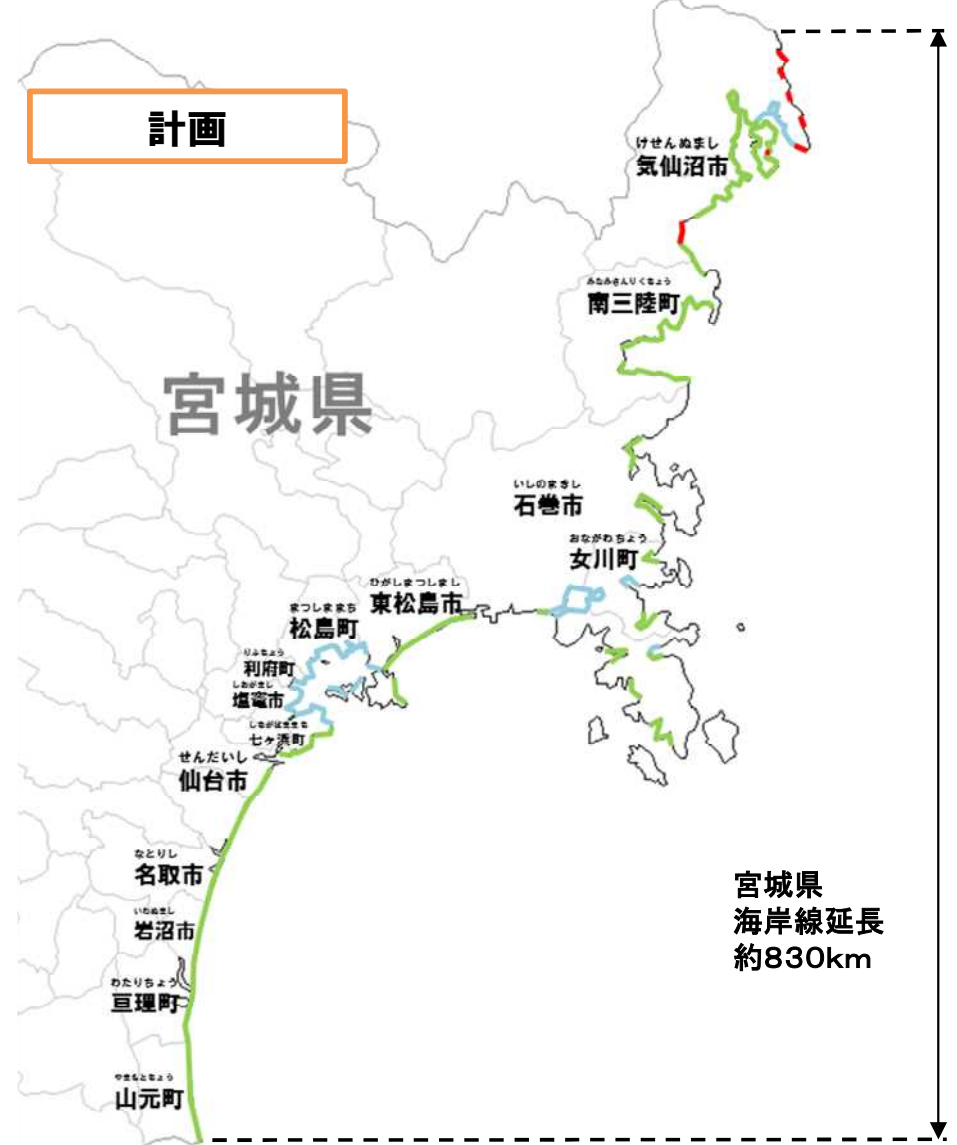 計画
けせんぬまし
気仙沼市
みなみさんりくちょう
南三陸町
宮城県
いしのまきし
石巻市
おながわちょう
女川町
ひがしまつしまし
東松島市
まつしままち
松島町
りふちょう
利府町
しおがまし
塩竈市
しちがはままち
七ヶ浜町
せんだいし
仙台市
なとりし
名取市
いわぬまし
岩沼市
わたりちょう
亘理町
やまもとちょう
山元町
宮城県
海岸線延長
約830km